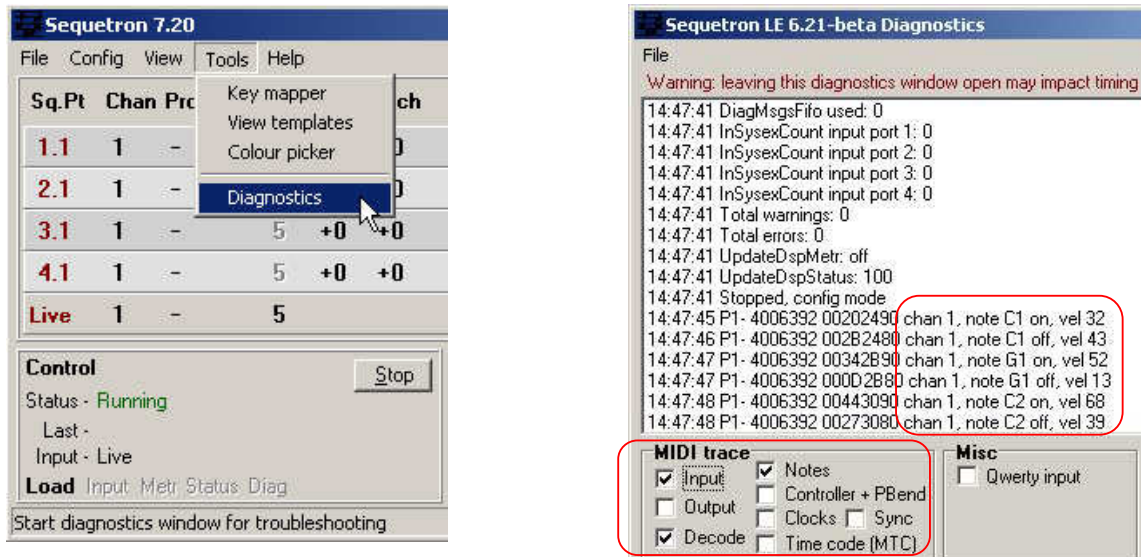 Sequetron 7.20
File Config View Tools Help
Sq.Pt Chan Prc ch
Key mapper
View templates
Colour picker
Diagnostics
1.1 1 -
2.1 1 - +0
3.1 1 - 5 +0 +0
4.1 1 - 5 +0 +0
Live 1 - 5
Control
Stop
Status - Running
Last -
Input - Live
Load Input Metr Status Diag
Start diagnostics window for troubleshooting
Sequetron LE 6.21-beta Diagnostics
File
Warning: leaving this diagnostics window open may impact timing
14:47:41 DiagMsgsFifo used: 0
14:47:41 InSysexCount input port 1: 0
14:47:41 InSysexCount input port 2: 0
14:47:41 InSysexCount input port 3: 0
14:47:41 InSysexCount input port 4: 0
14:47:41 Total warnings: 0
14:47:41 Total errors: 0
14:47:41 UpdateDspMetr: off
14:47:41 UpdateDspStatus: 100
14:47:41 Stopped, config mode
14:47:45 P1- 4006392 00202490 chan 1, note C1 on, vel 32
14:47:46 P1- 4006392 002B2480 chan 1, note C1 off, vel 43
14:47:47 P1- 4006392 00342B90 chan 1, note G1 on, vel 52
14:47:47 P1- 4006392 000D2B80 chan 1, note G1 off, vel 13
14:47:48 P1- 4006392 00443090 chan 1, note C2 on, vel 68
14:47:48 P1- 4006392 00273080 chan 1, note C2 off, vel 39
MIDI trace
Input
Output
Decode
Notes
Controller + PBend
Clocks Sync
Time code (MTC)
Misc
Qwerty input